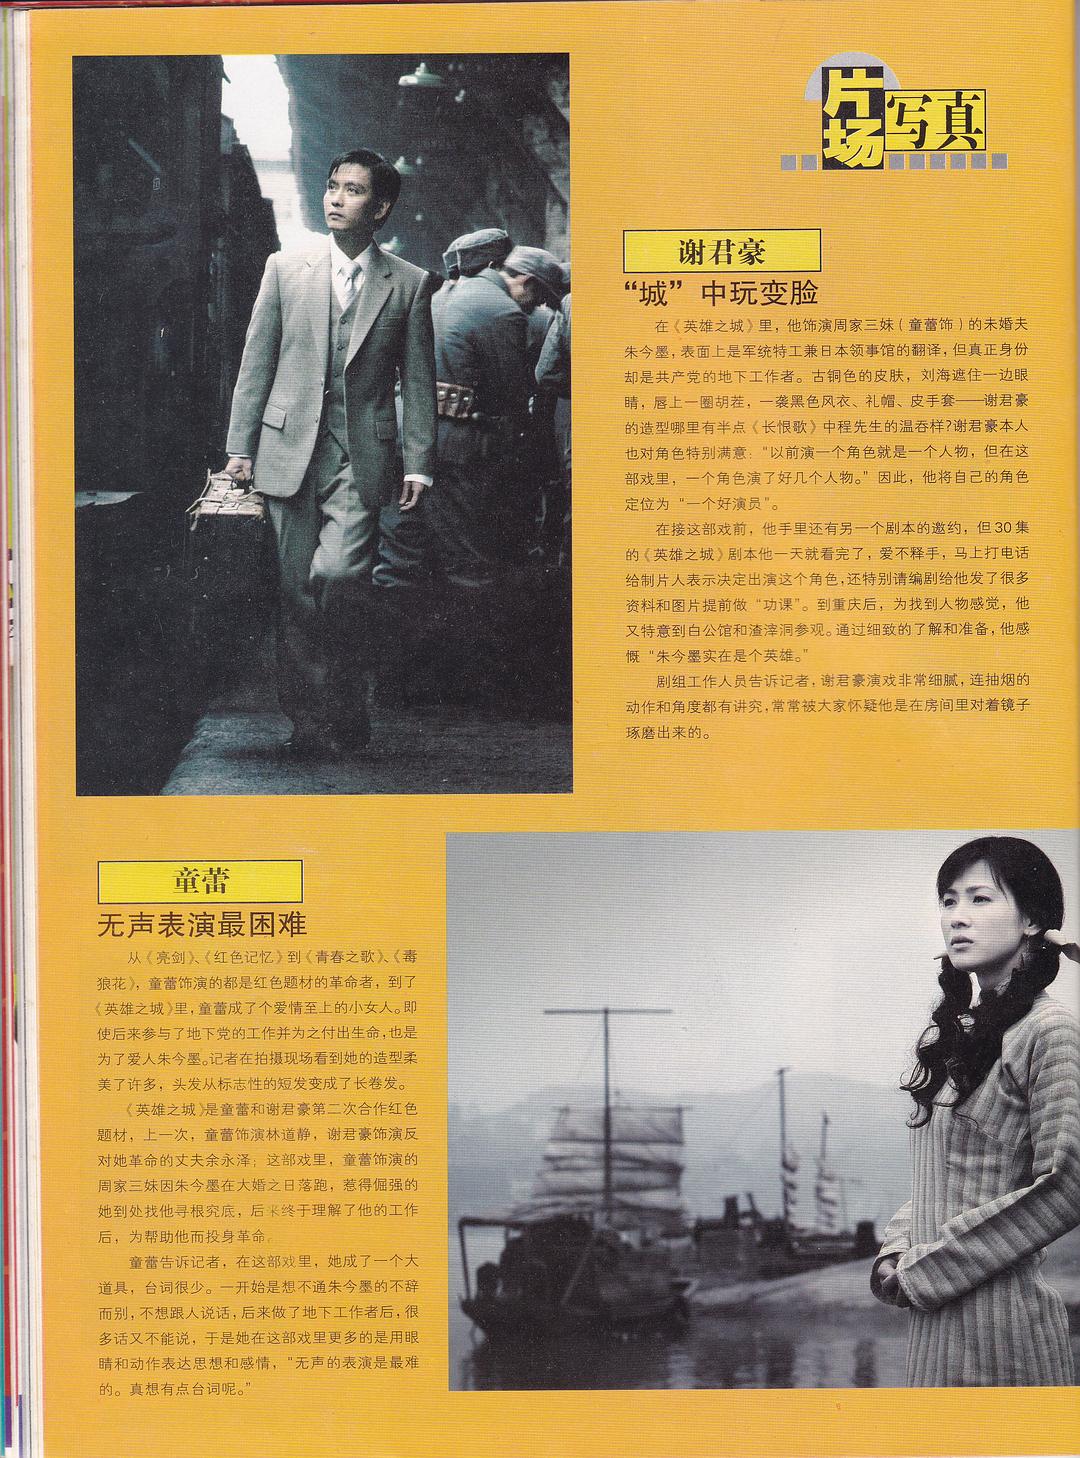 片场写真
谢君豪
“城”中玩变脸
在《英雄之城》里，他饰演周家三妹（童蕾饰）的未婚夫
朱今墨，表面上是军统特工兼日本领事馆的翻译，但真正身份
却是共产党的地下工作者。古铜色的皮肤，刘海遮住一边眼
睛，唇上一圈胡茬，一袭黑色风衣、礼帽、皮手套——谢君豪
的造型哪里有半点《长恨歌》中程先生的温吞样?谢君豪本人
也对角色特别满意：“以前演一个角色就是一个人物，但在这
部戏里，一个角色演了好几个人物。”因此，他将自己的角色
定位为“一个好演员”。
在接这部戏前，他手里还有另一个剧本的邀约，但30集
的《英雄之城》剧本他一天就看完了，爱不释手，马上打电话
给制片人表示决定出演这个角色，还特别请编剧给他发了很多
资料和图片提前做“功课”。到重庆后，为找到人物感觉，他
又特意到白公馆和渣滓洞参观。通过细致的了解和准备，他感
慨“朱今墨实在是个英雄。”
剧组工作人员告诉记者，谢君豪演戏非常细腻，连抽烟的
动作和角度都有讲究，常常被大家怀疑他是在房间里对着镜子
琢磨出来的。
童蕾
无声表演最困难
从《亮剑》、《红色记忆》到《青春之歌》、《毒
狼花》，童蕾饰演的都是红色题材的革命者，到了
《英雄之城》里，童蕾成了个爱情至上的小女人。即
使后来参与了地下党的工作并为之付出生命，也是
为了爱人朱今墨。记者在拍摄现场看到她的造型柔
美了许多，头发从标志性的短发变成了长卷发。
《英雄之城》是童蕾和谢君豪第二次合作红色
题材，上一次，童蕾饰演林道静，谢君豪饰演反
对她革命的丈夫余永泽；这部戏里，童蕾饰演的
周家三妹因朱今墨在大婚之日落跑，惹得倔强的
她到处找他寻根究底，后来终于理解了他的工作
后，为帮助他而投身革命。
童蕾告诉记者，在这部戏里，她成了一个大
道具，台词很少。一开始是想不通朱今墨的不辞
而别，不想跟人说话，后来做了地下工作者后，很
多话又不能说，于是她在这部戏里更多的是用眼
睛和动作表达思想和感情，“无声的表演是最难
的。真想有点台词呢。”